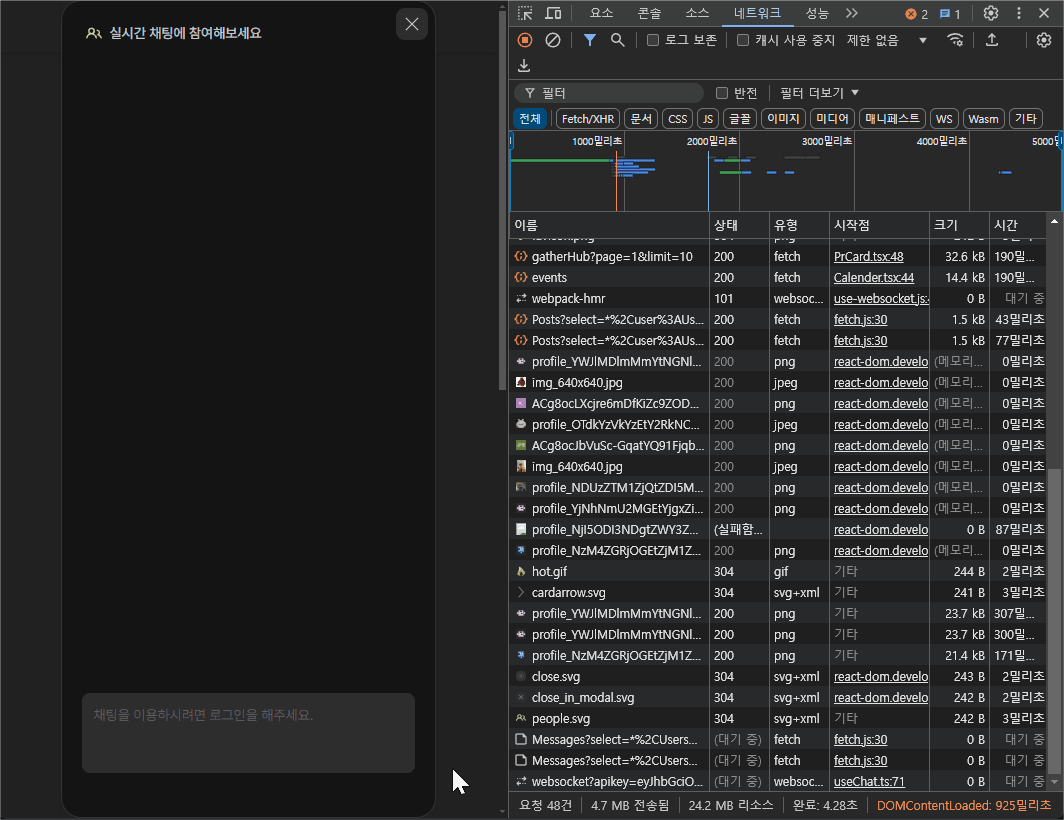 실시간 채팅에 참여해보세요
채팅을 이용하시려면 로그인을 해주세요.
요소 콘솔 소스 네트워크 성능 2 1
로그 보존 캐시 사용 중지 제한 없음
필터 반전 필터 더보기
전체 Fetch/XHR 문서 CSS JS 글꼴 이미지 미디어 매니페스트 WS Wasm 기타
1000밀리초 2000밀리초 3000밀리초 4000밀리초
이름 상태 유형 시작점 크기 시간
gatherHub?page=1&limit=10 200 fetch PrCard.tsx:48 32.6 kB 190밀...
events 200 fetch Calender.tsx:44 14.4 kB 190밀...
webpack-hmr 101 websoc... use-websocket.js: 0 B 대기 중
Posts?select=*%2Cuser%3AUs... 200 fetch fetch.js:30 1.5 kB 43밀리초
Posts?select=*%2Cuser%3AUs... 200 fetch fetch.js:30 1.5 kB 77밀리초
profile_YWJlMDlmMmYtNGNl... 200 png react-dom.develo (메모리... 0밀리초
img_640x640.jpg 200 jpeg react-dom.develo (메모리... 0밀리초
ACg8ocLXcjre6mDfKiZc9ZOD... 200 png react-dom.develo (메모리... 0밀리초
profile_OTdkYzVkYzEtY2RkNC... 200 jpeg react-dom.develo (메모리... 0밀리초
ACg8ocJbVuSc-GqatYQ91Fjqb... 200 png react-dom.develo (메모리... 0밀리초
img_640x640.jpg 200 jpeg react-dom.develo (메모리... 0밀리초
profile_NDUzZTM1ZjQtZDI5M... 200 png react-dom.develo (메모리... 0밀리초
profile_YjNhNmU2MGEtYjgxZi... 200 png react-dom.develo (메모리... 0밀리초
profile_NjI5ODI3NDgtZWY3Z... (실패함... react-dom.develo 0 B 87밀리초
profile_NzM4ZGRjOGEtZjM1Z... 200 png react-dom.develo (메모리... 0밀리초
hot.gif 304 gif 기타 244 B 2밀리초
cardarrow.svg 304 svg+xml 기타 241 B 3밀리초
profile_YWJlMDlmMmYtNGNl... 200 png 기타 23.7 kB 307밀...
profile_YWJlMDlmMmYtNGNl... 200 png 기타 23.7 kB 300밀...
profile_NzM4ZGRjOGEtZjM1Z... 200 png 기타 21.4 kB 171밀...
close.svg 304 svg+xml react-dom.develo 243 B 2밀리초
close_in_modal.svg 304 svg+xml react-dom.develo 242 B 2밀리초
people.svg 304 svg+xml 기타 242 B 3밀리초
Messages?select=*%2CUsers... (대기 중) fetch fetch.js:30 0 B 대기 중
Messages?select=*%2CUsers... (대기 중) fetch fetch.js:30 0 B 대기 중
websocket?apikey=eyJhbGciO... (대기 중) websoc... useChat.ts:71 0 B 대기 중
요청 48건 4.7 MB 전송됨 24.2 MB 리소스 완료: 4.28초 DOMContentLoaded: 925밀리초